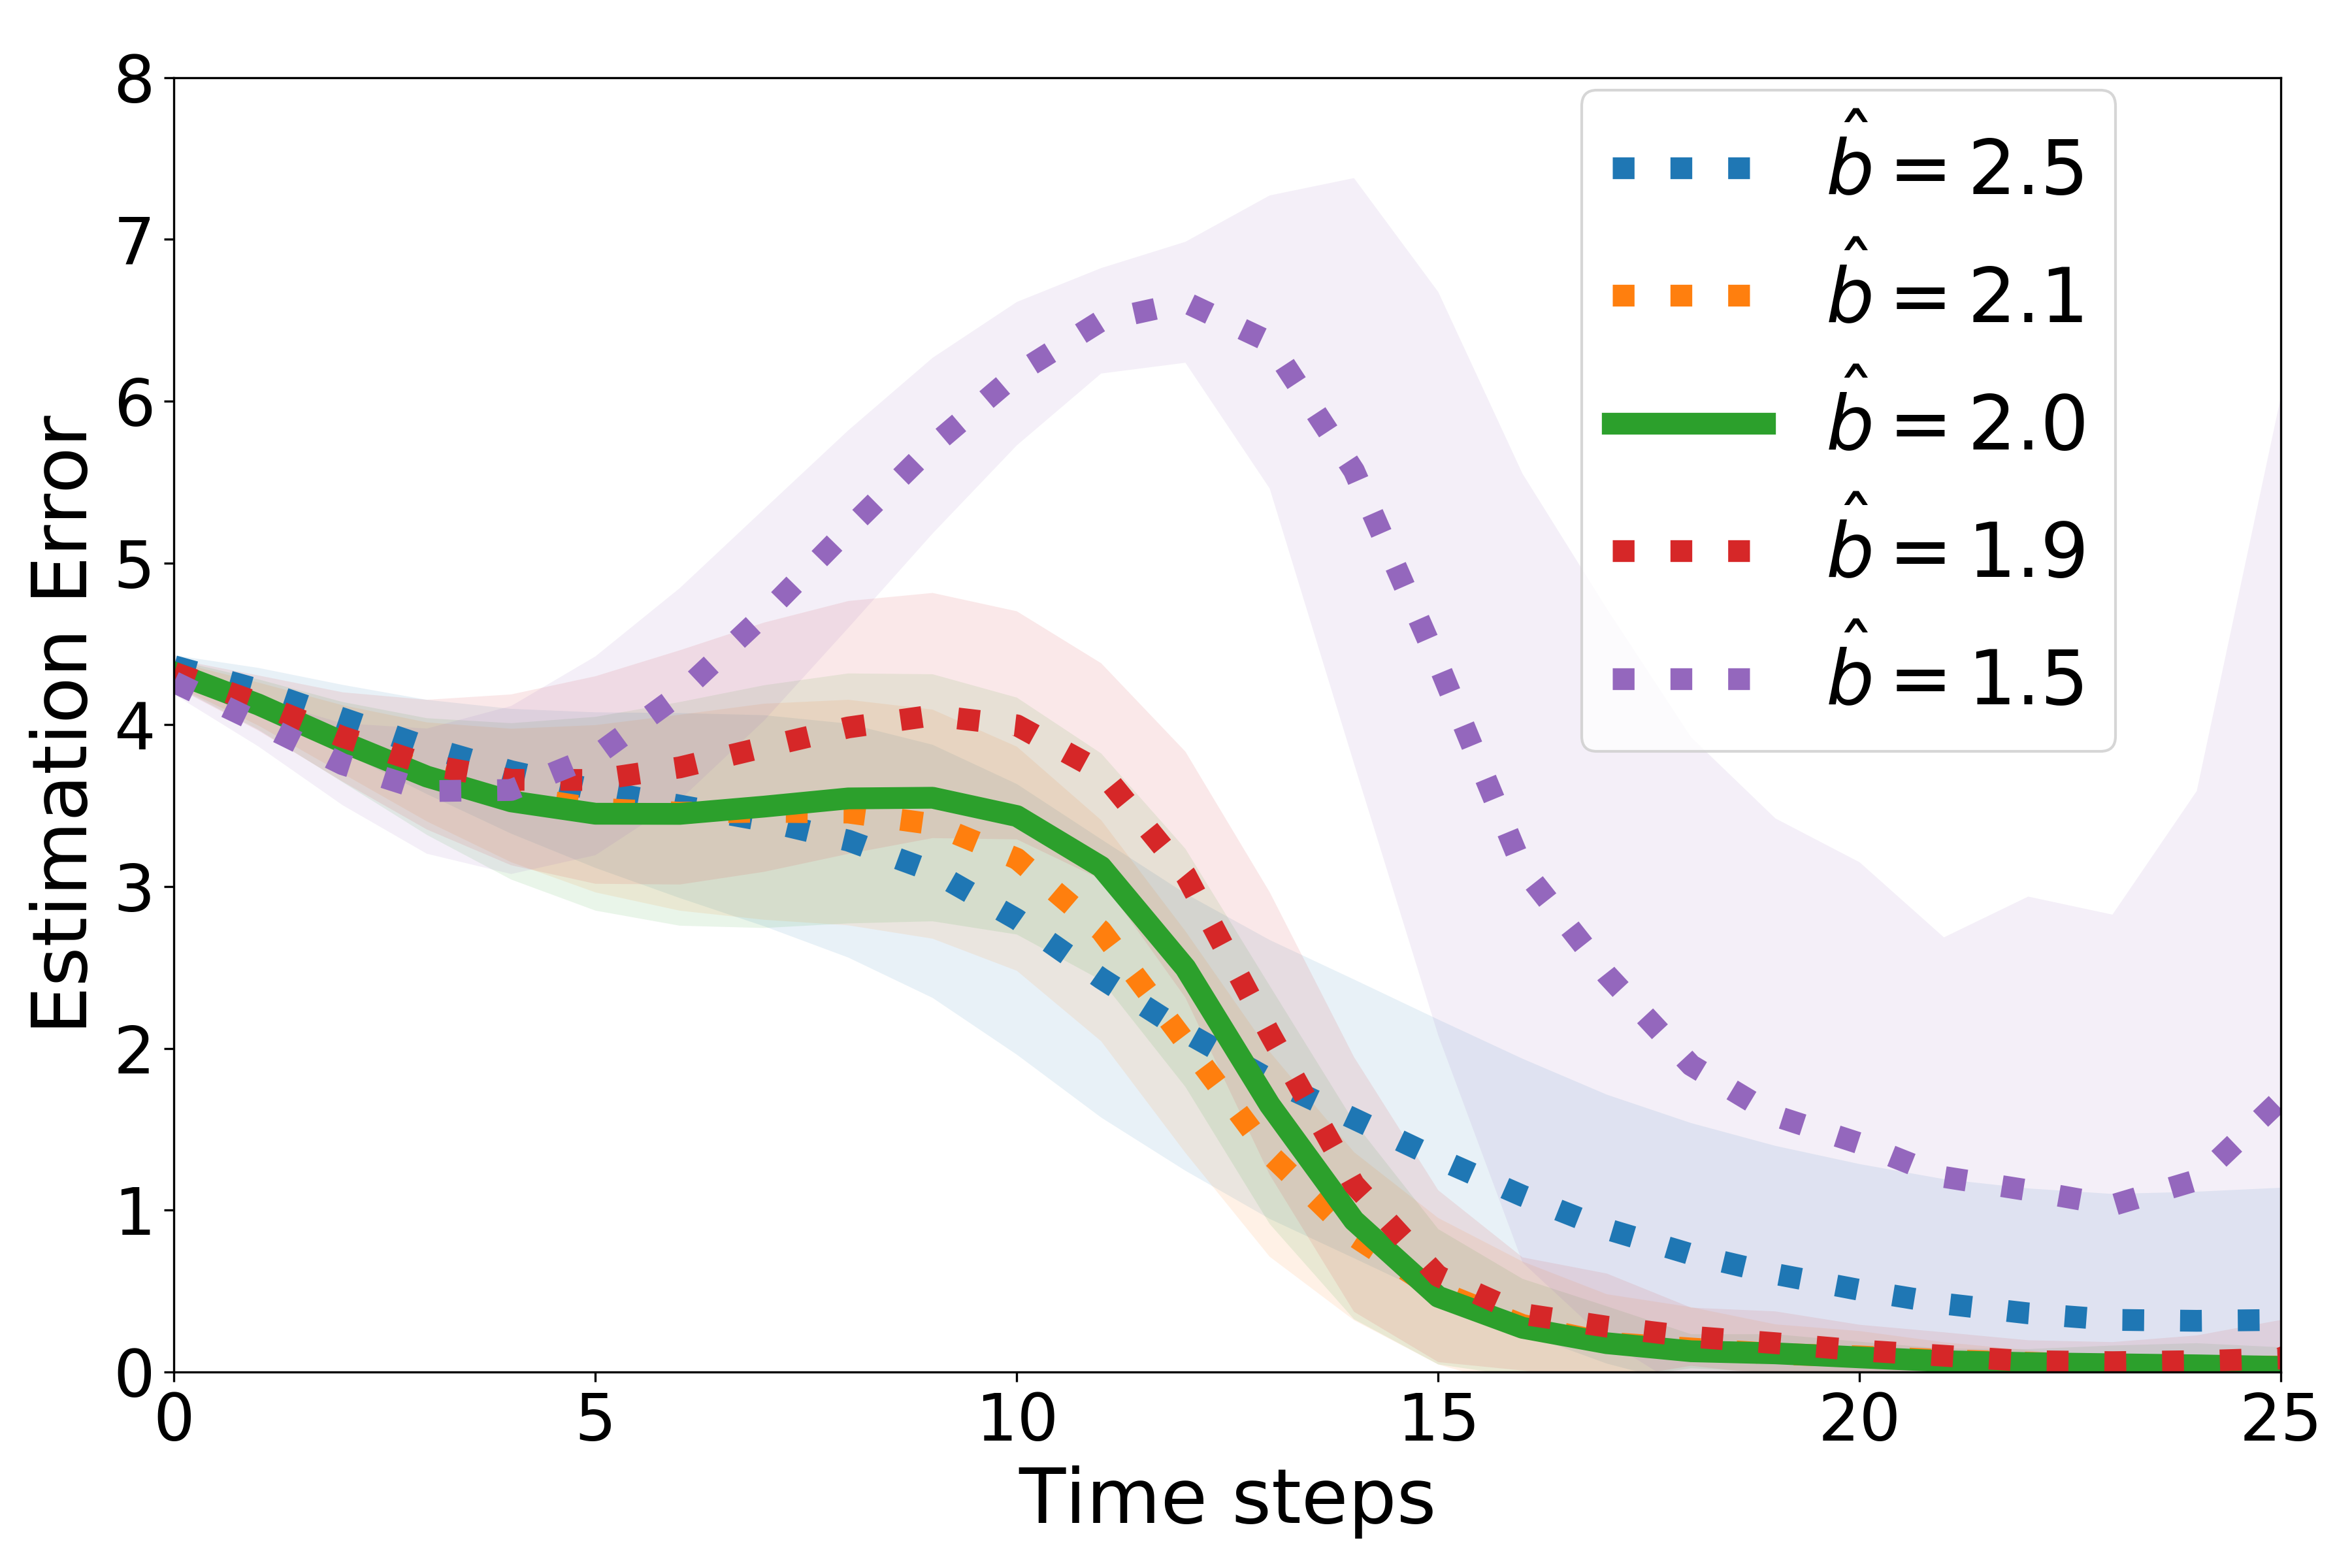 8
7
6
5
4
3
2
1
0
Estimation Error
0 5 10 15 20 25
Time steps
b̂ = 2.5
b̂ = 2.1
b̂ = 2.0
b̂ = 1.9
b̂ = 1.5